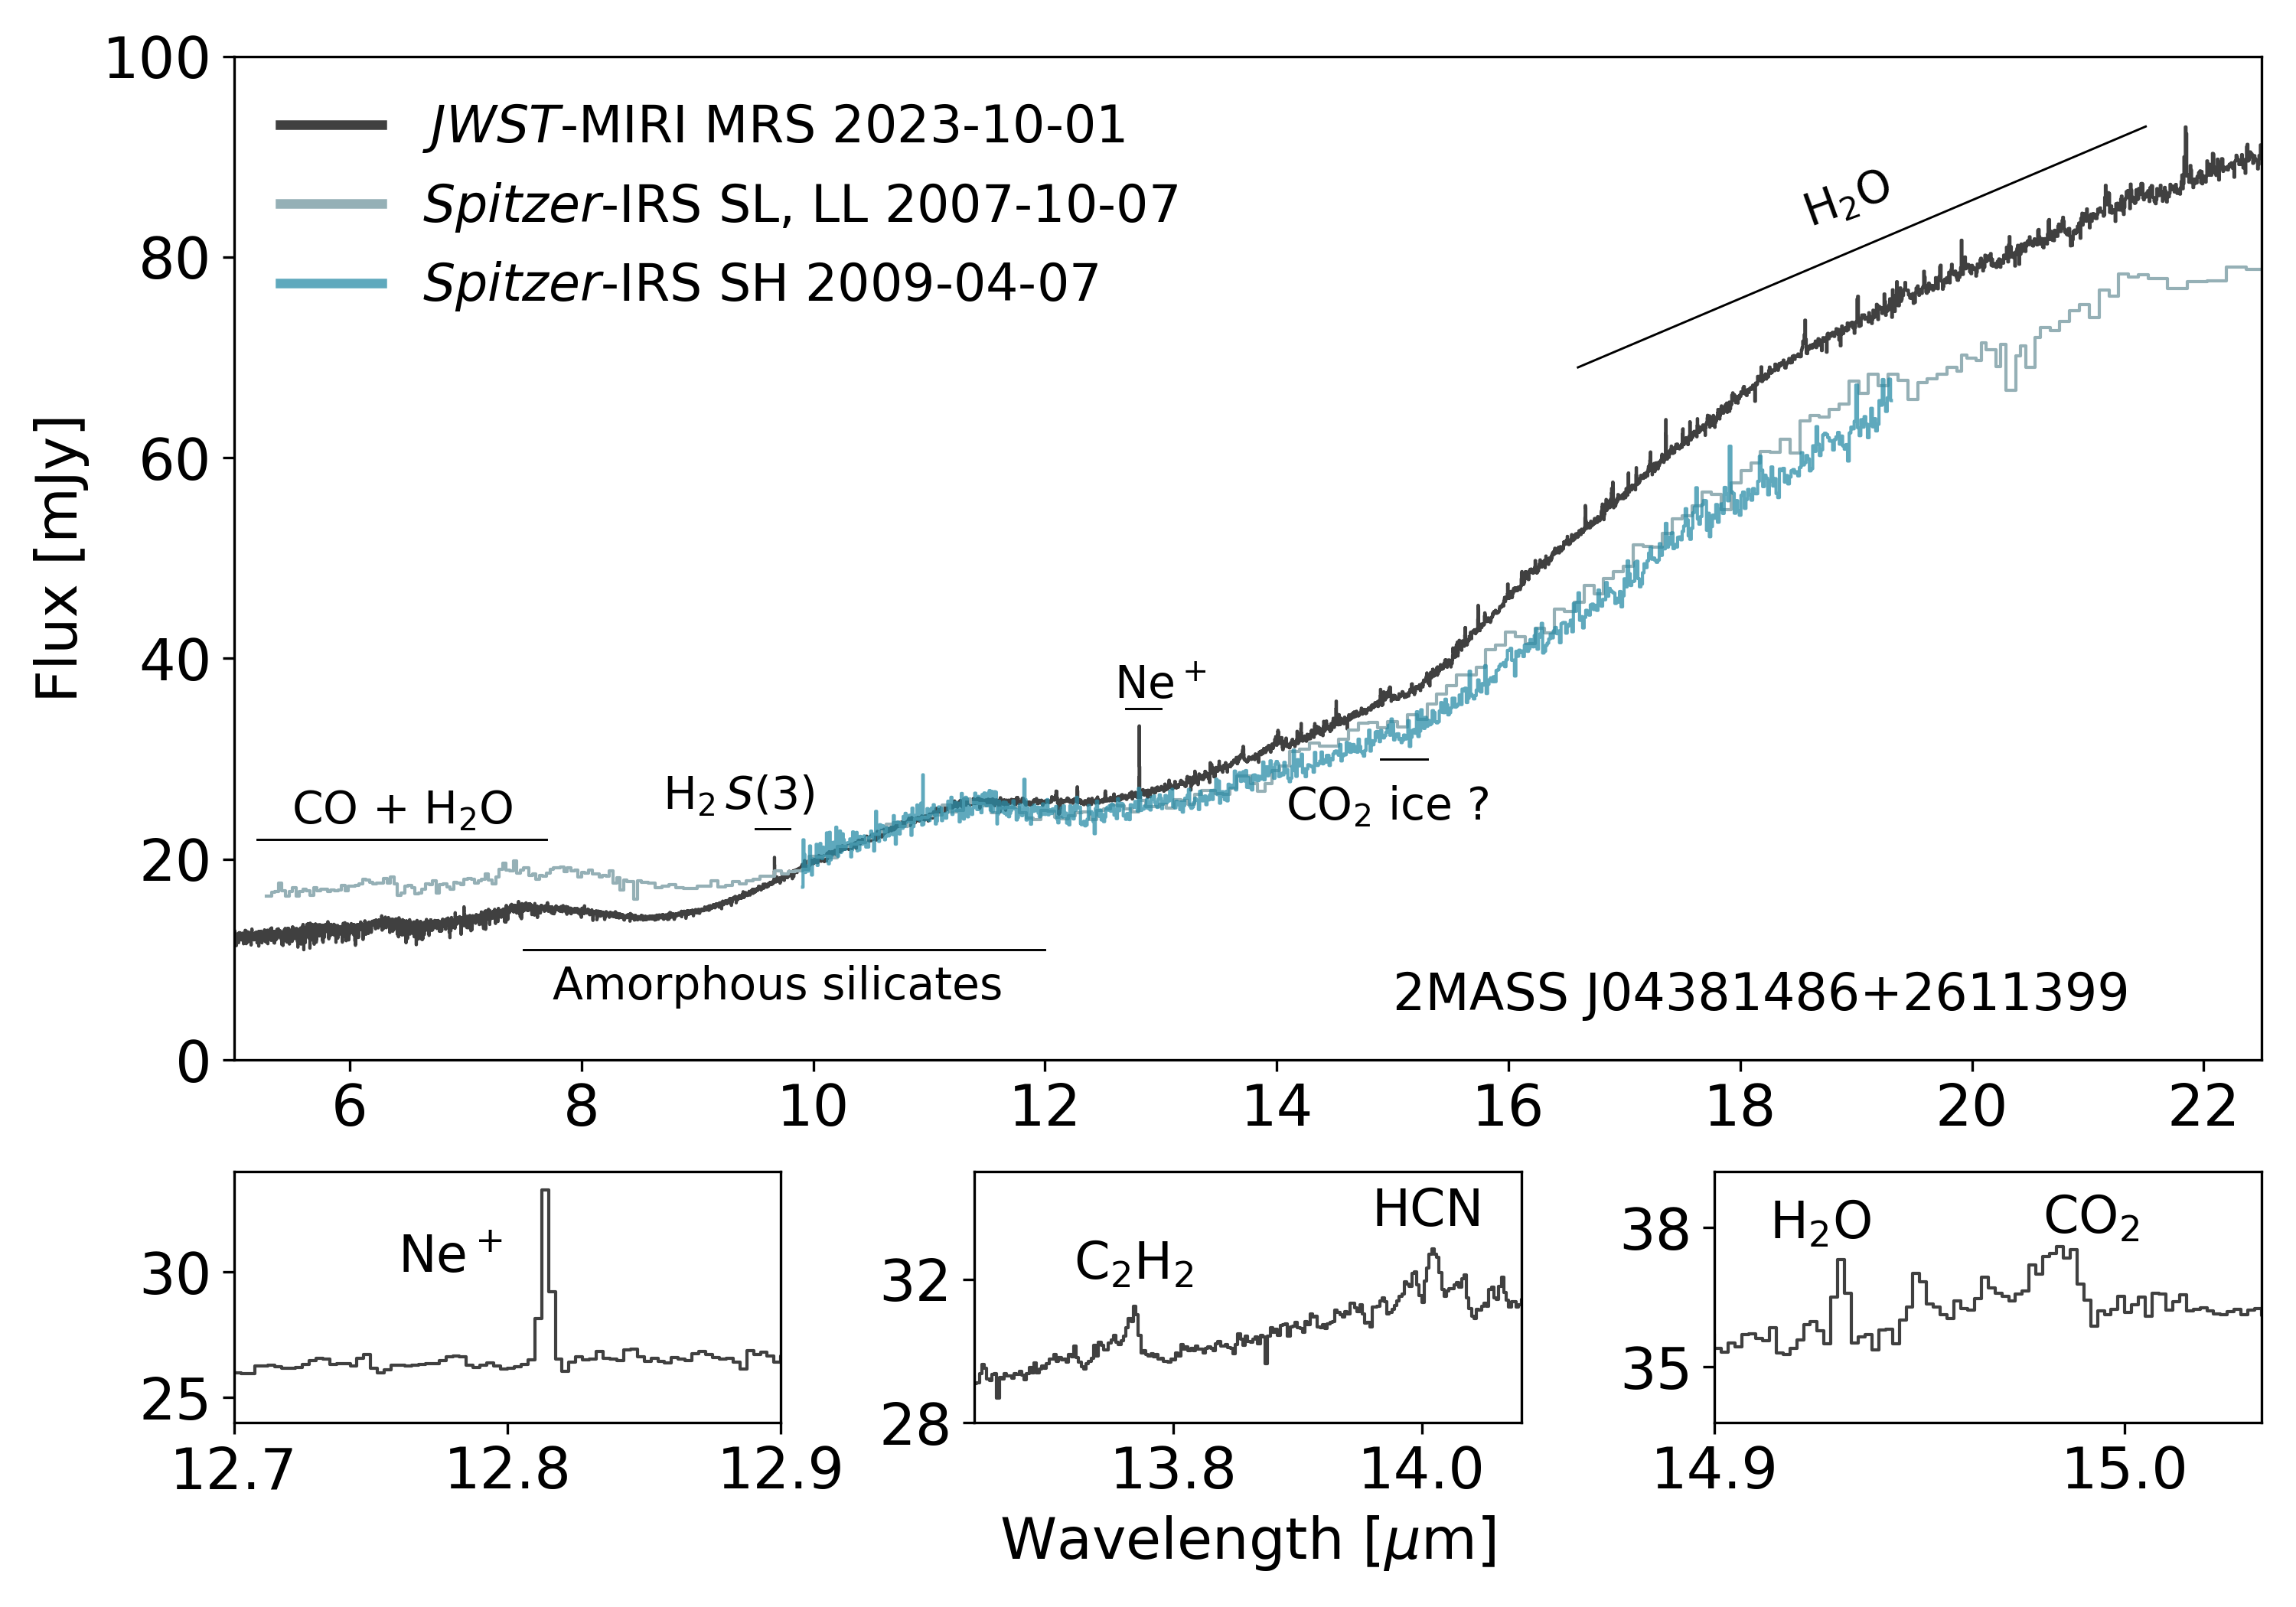 100
80
60
40
20
0
Flux [mJy]
JWST-MIRI MRS 2023-10-01
Spitzer-IRS SL, LL 2007-10-07
Spitzer-IRS SH 2009-04-07
H₂O
Ne⁺
H₂ S(3)
CO + H₂O
CO₂ ice ?
Amorphous silicates
2MASS J04381486+2611399
6 8 10 12 14 16 18 20 22
Ne⁺
30
25
12.7 12.8 12.9
C₂H₂
HCN
32
28
13.8 14.0
H₂O
CO₂
38
35
14.9 15.0
Wavelength [μm]